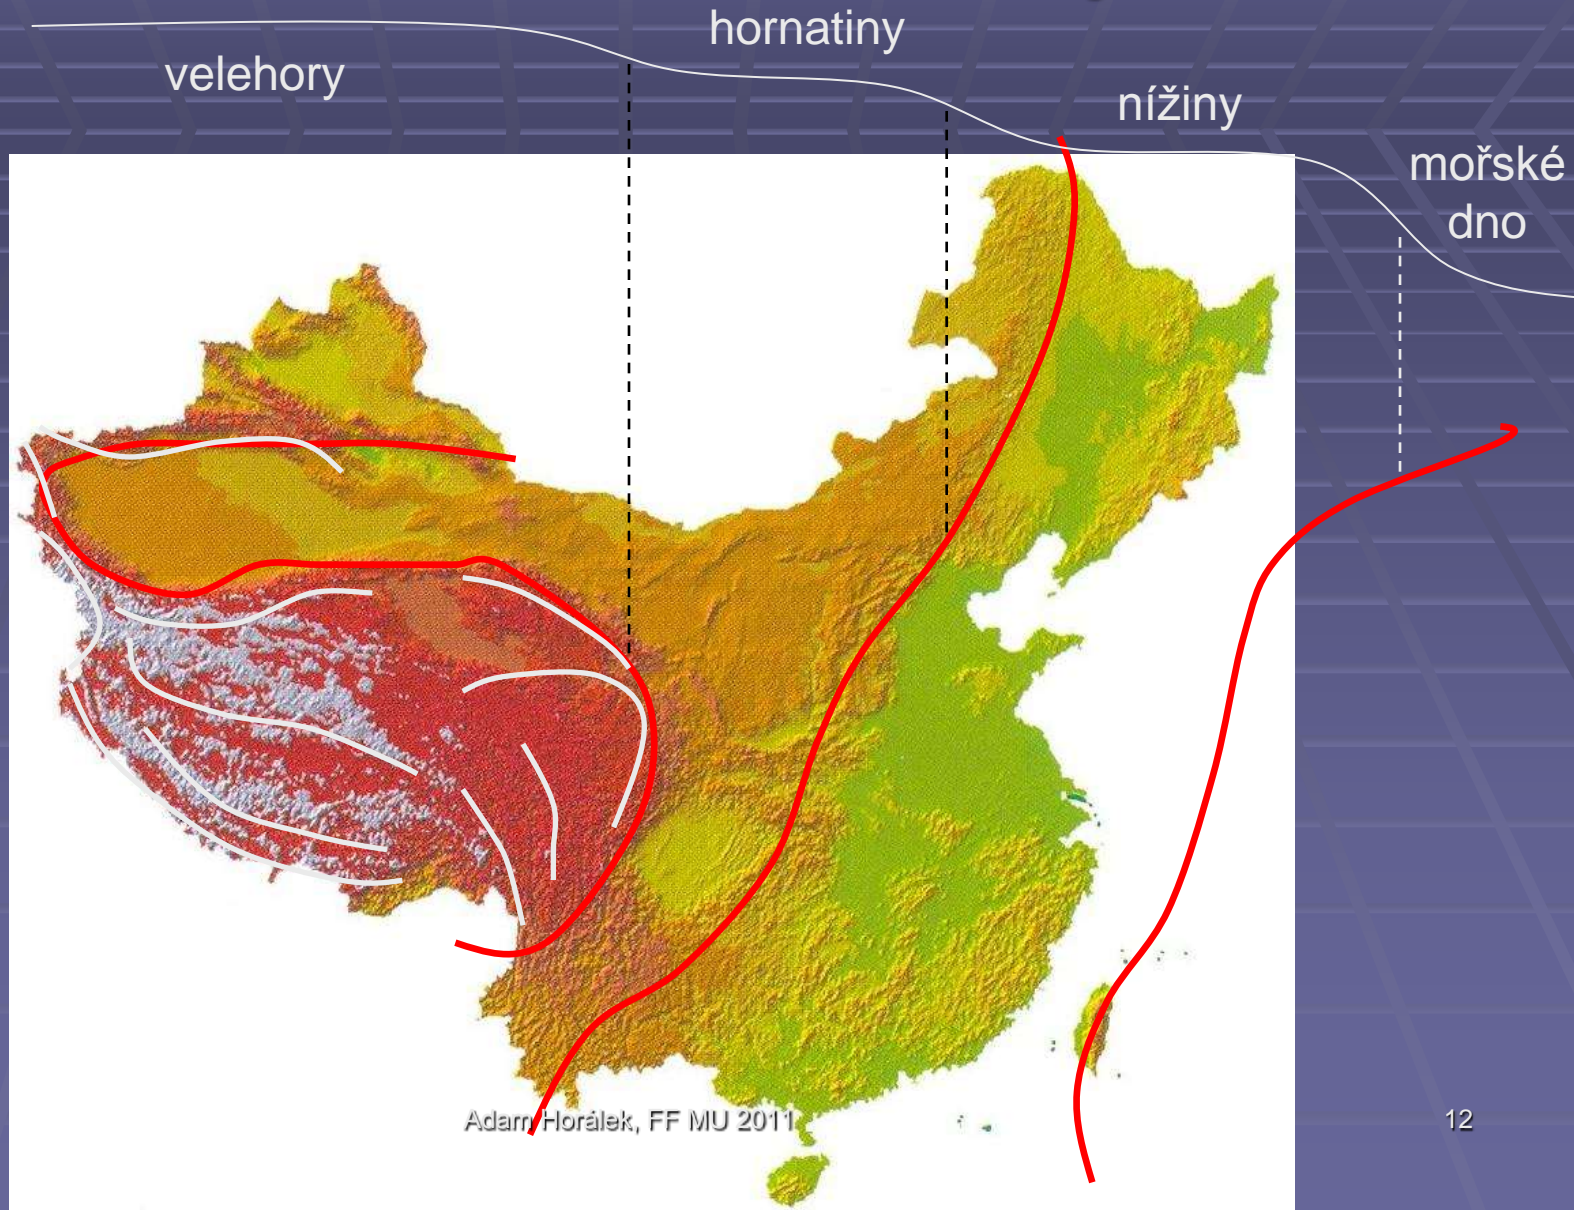 hornatiny
velehory
nížiny
mořské
dno
Adam Horálek, FF MU 2011
12